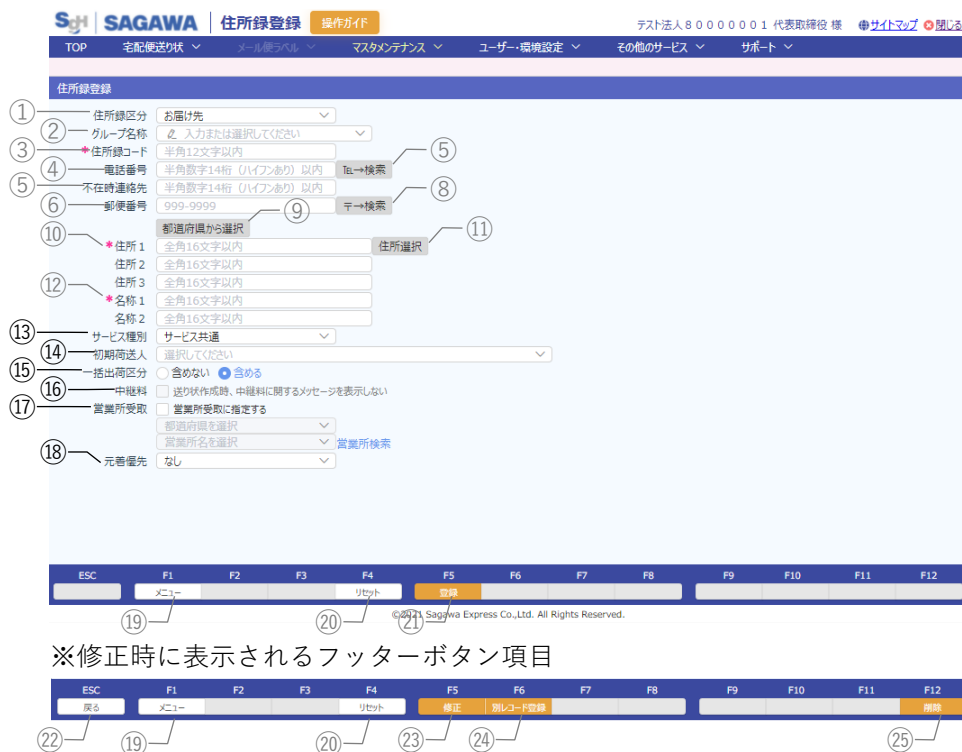 SgH SAGAWA 住所録登録 操作ガイド テスト法人８０００００００１ 代表取締役 様 サイトマップ 閉じる
TOP 宅配便送り状 メール便ラベル マスタメンテナンス ユーザー・環境設定 その他のサービス サポート
住所録登録
① 住所録区分 お届け先
② グループ名称 入力または選択してください
③ *住所録コード 半角12文字以内
④ 電話番号 半角数字14桁（ハイフンあり）以内 ℡→検索 ⑤
⑤ 不在時連絡先 半角数字14桁（ハイフンあり）以内
⑥ 郵便番号 999-9999 〒→検索 ⑧
都道府県から選択 ⑨
⑩ *住所１ 全角16文字以内 住所選択 ⑪
住所２ 全角16文字以内
住所３ 全角16文字以内
⑫ *名称１ 全角16文字以内
名称２ 全角16文字以内
⑬ サービス種別 サービス共通
⑭ 初期荷送人 選択してください
⑮ 一括出荷区分 含めない 含める
⑯ 中継料 送り状作成時、中継料に関するメッセージを表示しない
⑰ 営業所受取 営業所受取に指定する
都道府県を選択
営業所名を選択 営業所検索
⑱ 元着優先 なし
ESC F1 F2 F3 F4 F5 F6 F7 F8 F9 F10 F11 F12
メニュー リセット 登録
©2021 Sagawa Express Co.,Ltd. All Rights Reserved.
⑲ ⑳ ㉑
※修正時に表示されるフッターボタン項目
ESC F1 F2 F3 F4 F5 F6 F7 F8 F9 F10 F11 F12
戻る メニュー リセット 修正 別レコード登録 削除
㉒ ⑲ ⑳ ㉓ ㉔ ㉕